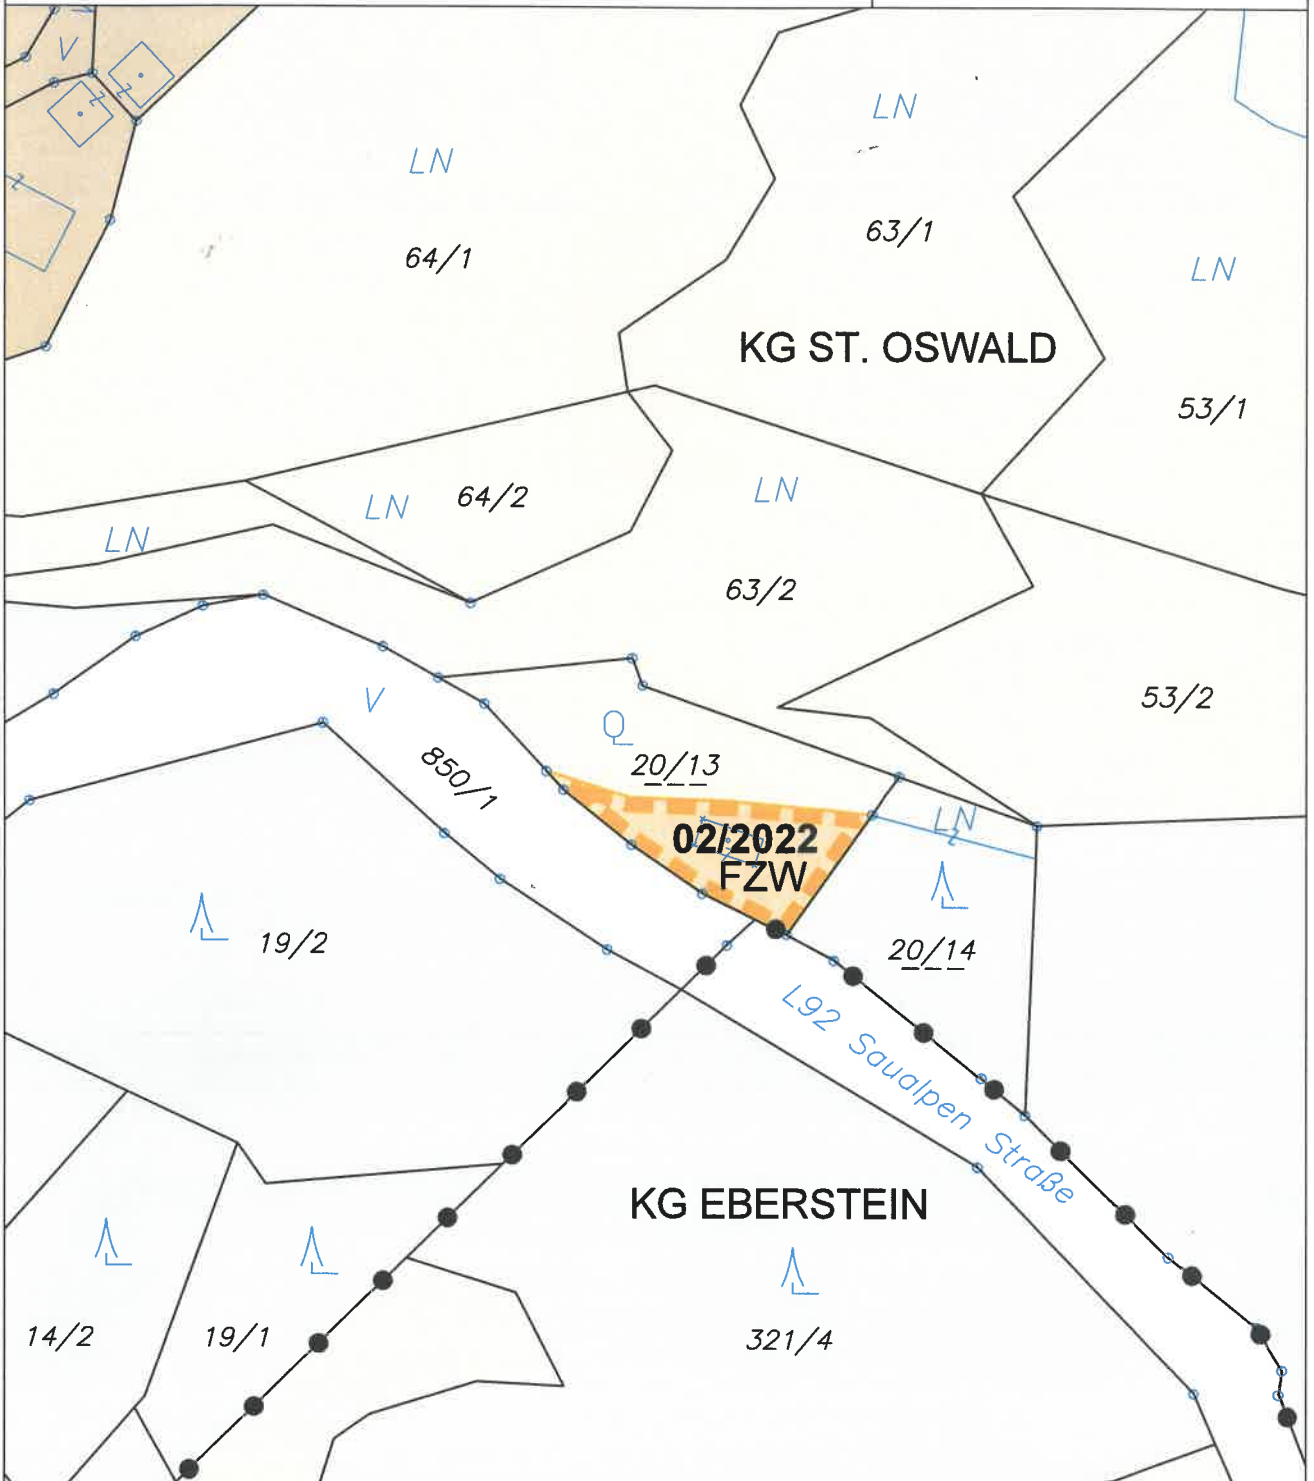 V
LN
LN
64/1
63/1
LN
KG ST. OSWALD
53/1
LN
64/2
LN
LN
63/2
53/2
V
Q
20/13
850/1
02/2022
FZW
LN
19/2
20/14
L92 Saualpen Straße
KG EBERSTEIN
14/2
19/1
321/4